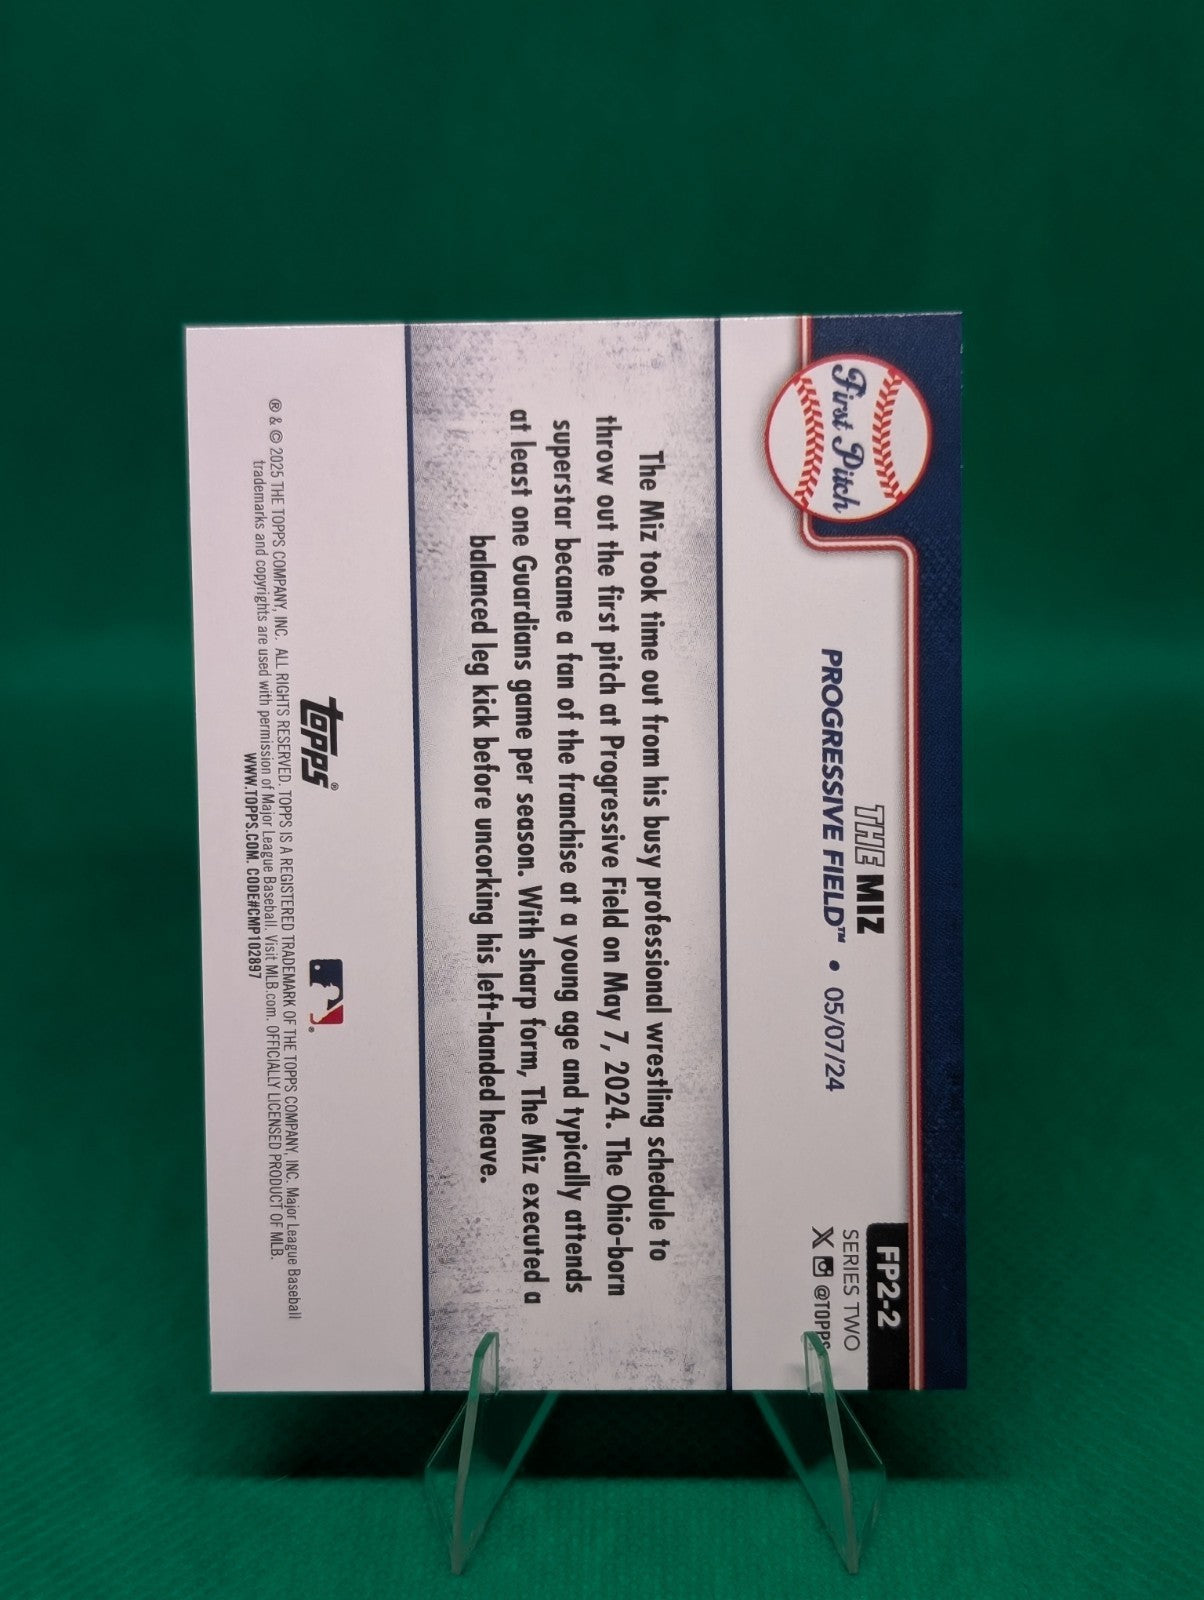 First Pitch
THE MIZ
PROGRESSIVE FIELD™ • 05/07/24
FP2-2
SERIES TWO
@TOPPS
The Miz took time out from his busy professional wrestling schedule to
throw out the first pitch at Progressive Field on May 7, 2024. The Ohio-born
superstar became a fan of the franchise at a young age and typically attends
at least one Guardians game per season. With sharp form, The Miz executed a
balanced leg kick before uncorking his left-handed heave.
topps®
® & © 2025 THE TOPPS COMPANY, INC. ALL RIGHTS RESERVED. TOPPS IS A REGISTERED TRADEMARK OF THE TOPPS COMPANY, INC. Major League Baseball
trademarks and copyrights are used with permission of Major League Baseball. Visit MLB.com. OFFICIALLY LICENSED PRODUCT OF MLB.
WWW.TOPPS.COM. CODE#CMP102897